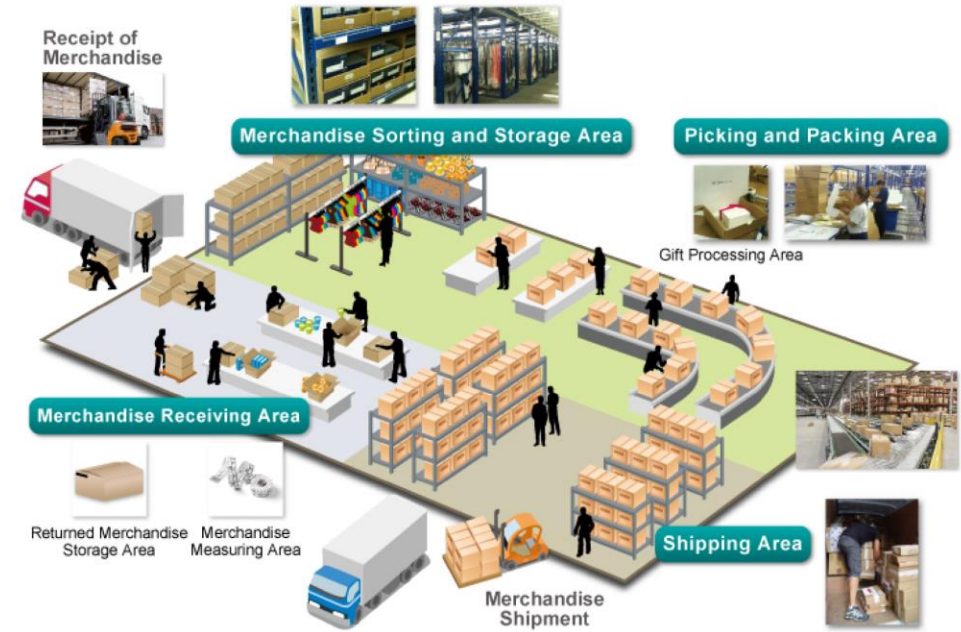 Receipt of
Merchandise
Merchandise Sorting and Storage Area
Picking and Packing Area
Gift Processing Area
Merchandise Receiving Area
Returned Merchandise
Storage Area
Merchandise
Measuring Area
Shipping Area
Merchandise
Shipment